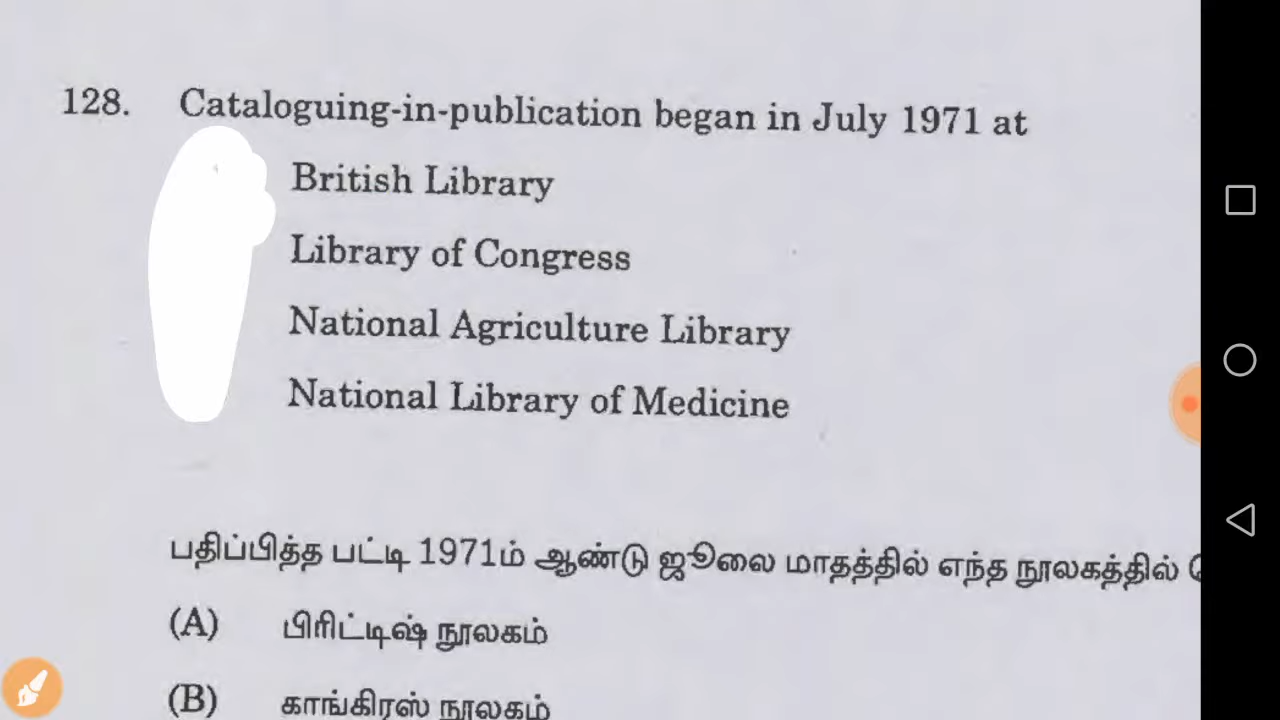 128. Cataloguing-in-publication began in July 1971 at
British Library
Library of Congress
National Agriculture Library
National Library of Medicine
பதிப்பித்த பட்டி 1971ம் ஆண்டு ஜூலை மாதத்தில் எந்த நூலகத்தில்
(A) பிரிட்டிஷ் நூலகம்
(B) காங்கிரஸ் நூலகம்